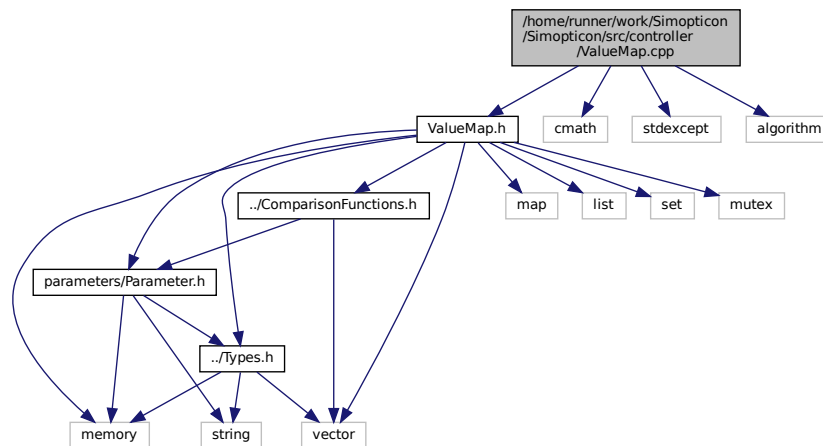 /home/runner/work/Simopticon
/Simopticon/src/controller
/ValueMap.cpp
ValueMap.h
cmath
stdexcept
algorithm
../ComparisonFunctions.h
map
list
set
mutex
parameters/Parameter.h
../Types.h
memory
string
vector